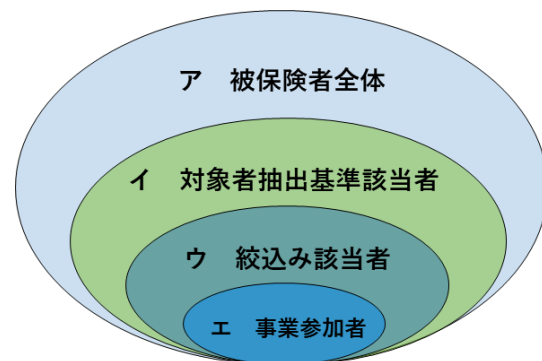 ア　被保険者全体
イ　対象者抽出基準該当者
ウ　絞込み該当者
エ　事業参加者